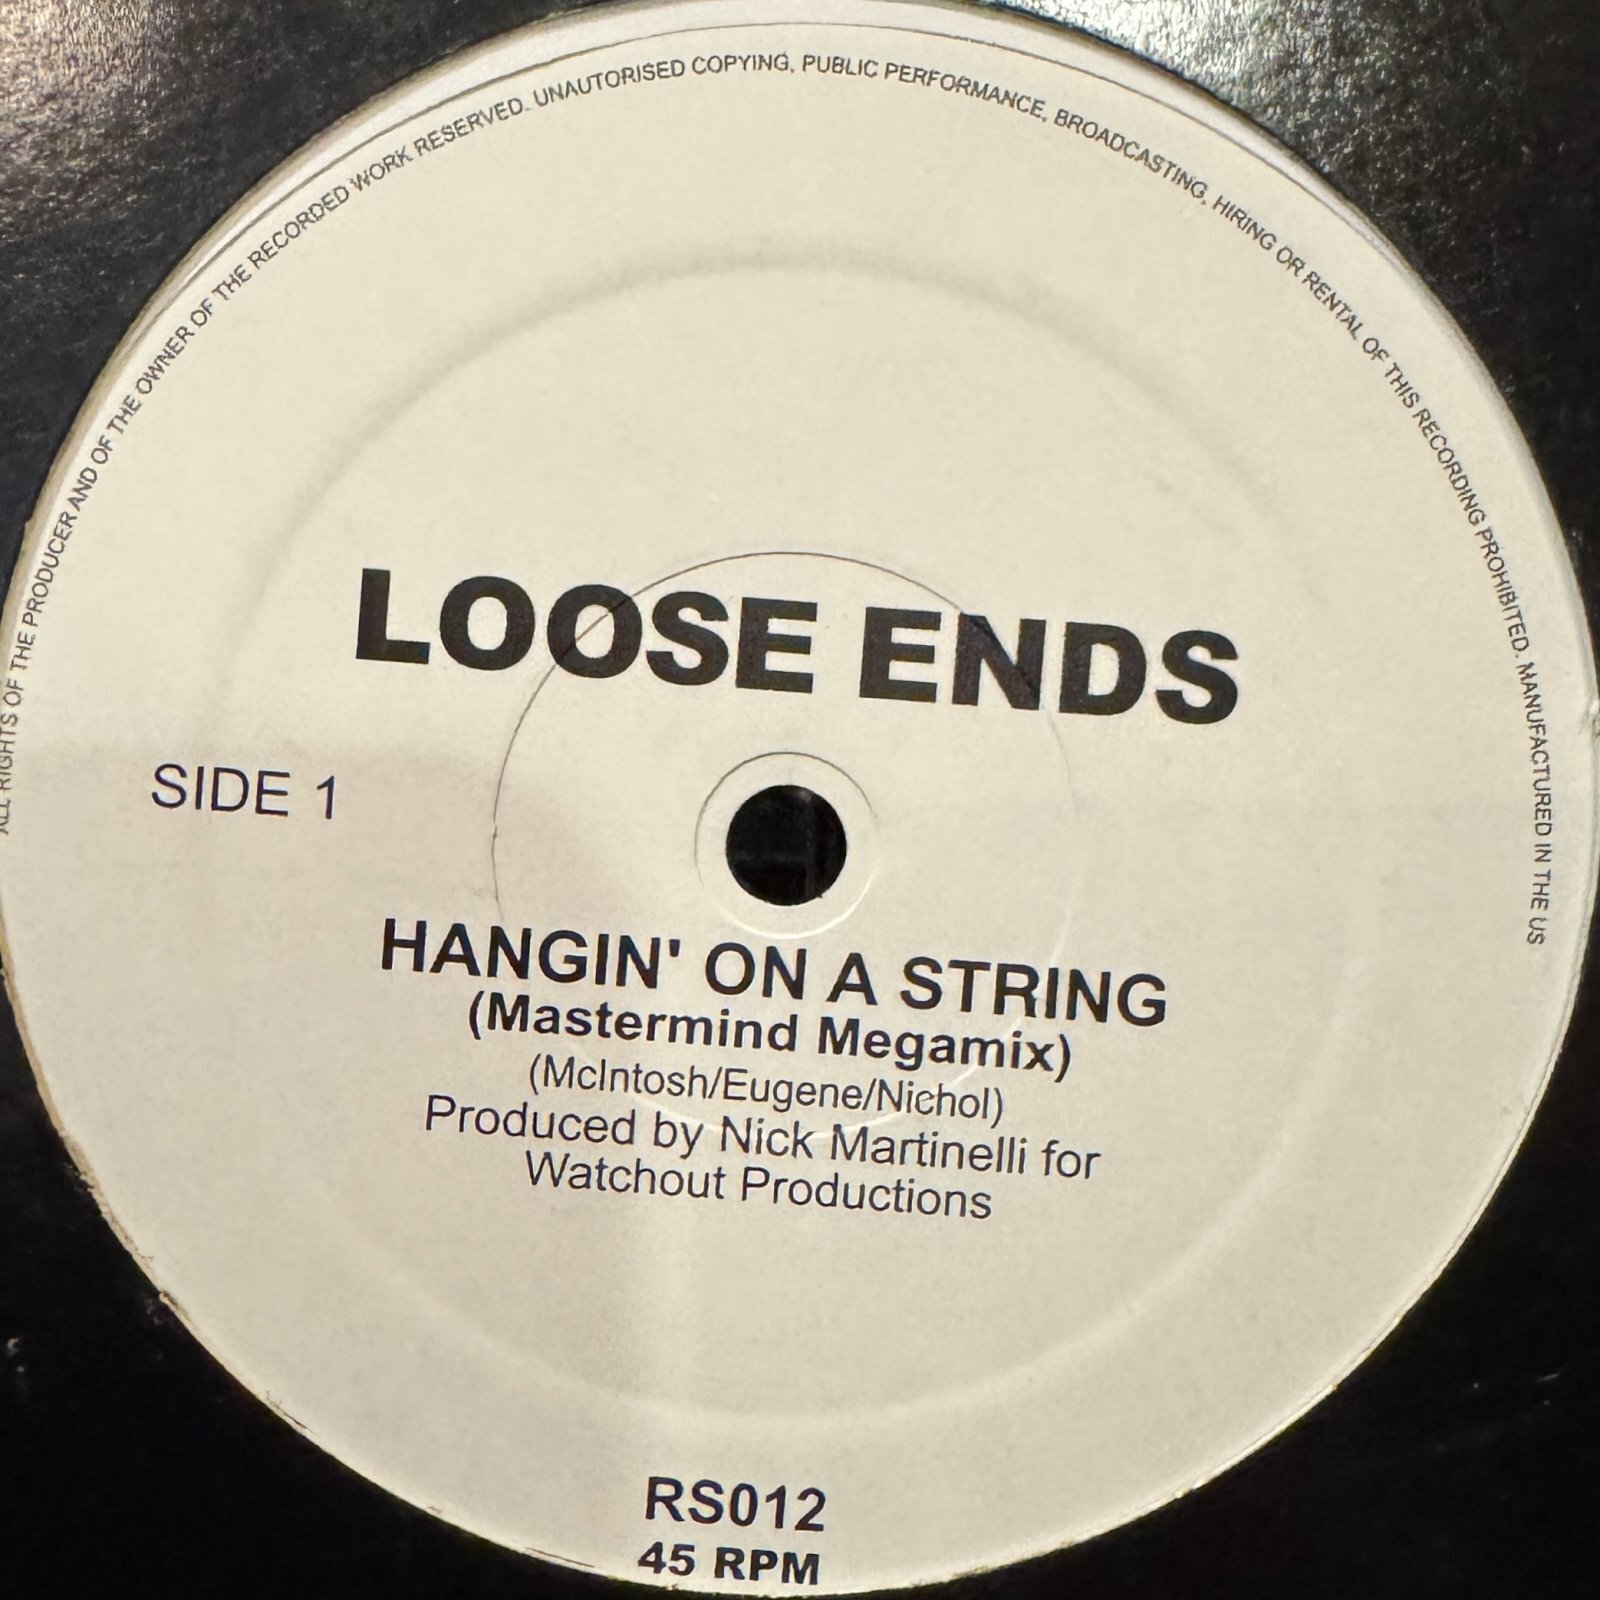 ALL RIGHTS OF THE PRODUCER AND OF THE OWNER OF THE RECORDED WORK RESERVED. UNAUTORISED COPYING, PUBLIC PERFORMANCE, BROADCASTING, HIRING OR RENTAL OF THIS RECORDING PROHIBITED. MANUFACTURED IN THE US
LOOSE ENDS
SIDE 1
HANGIN' ON A STRING
(Mastermind Megamix)
(McIntosh/Eugene/Nichol)
Produced by Nick Martinelli for
Watchout Productions
RS012
45 RPM